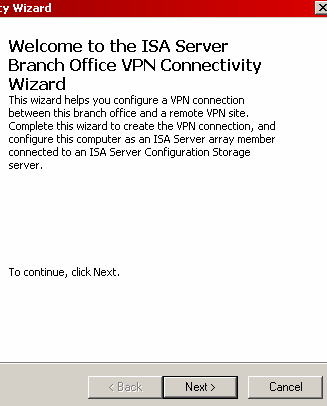 cy Wizard
Welcome to the ISA Server
Branch Office VPN Connectivity
Wizard
This wizard helps you configure a VPN connection
between this branch office and a remote VPN site.
Complete this wizard to create the VPN connection, and
configure this computer as an ISA Server array member
connected to an ISA Server Configuration Storage
server.
To continue, click Next.
< Back
Next >
Cancel